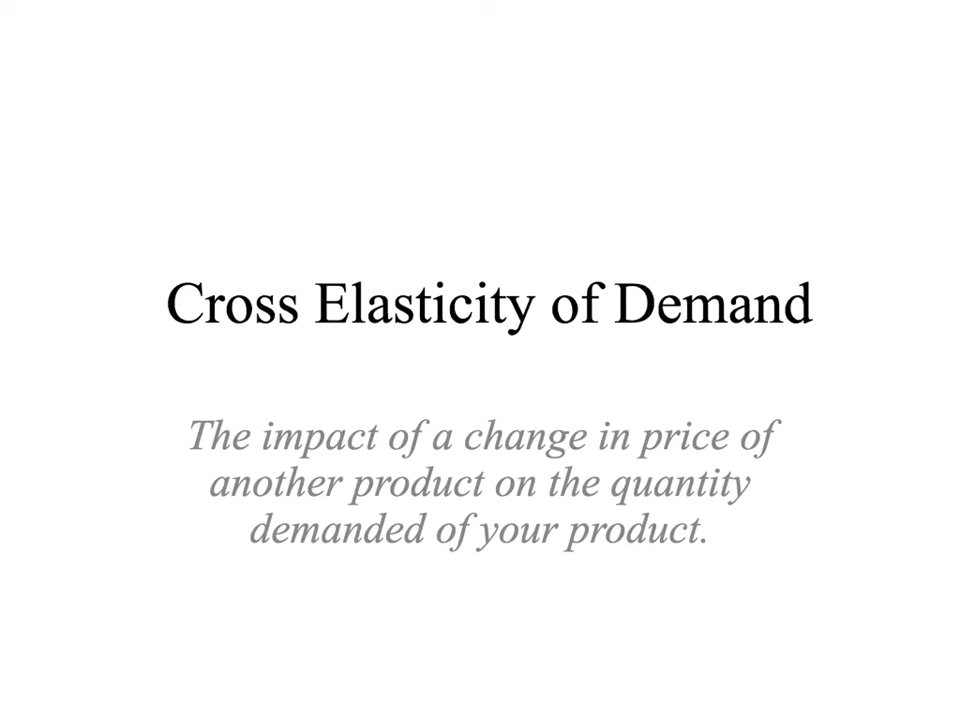 Cross Elasticity of Demand
The impact of a change in price of
another product on the quantity
demanded of your product.